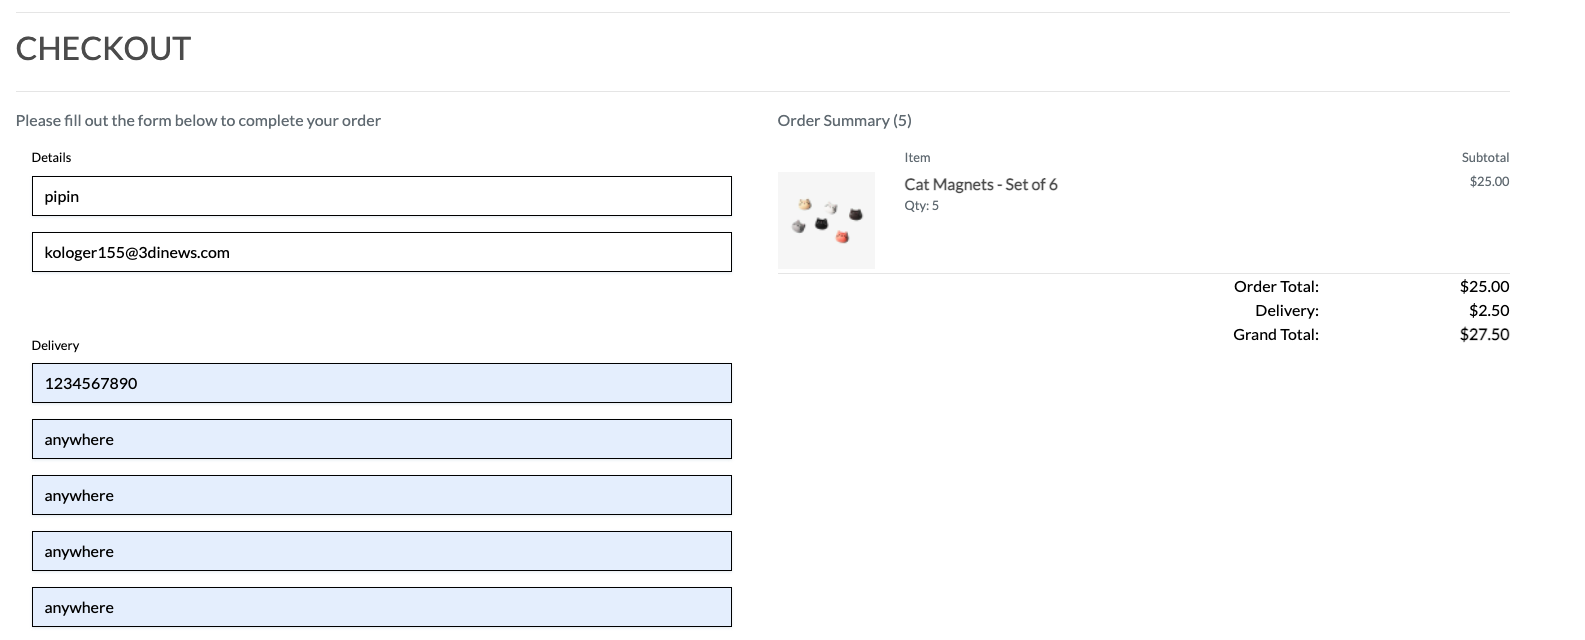 CHECKOUT
Please fill out the form below to complete your order
Details
pipin
kologer155@3dinews.com
Delivery
1234567890
anywhere
anywhere
anywhere
anywhere
Order Summary (5)
Item Subtotal
Cat Magnets - Set of 6 $25.00
Qty: 5
Order Total: $25.00
Delivery: $2.50
Grand Total: $27.50